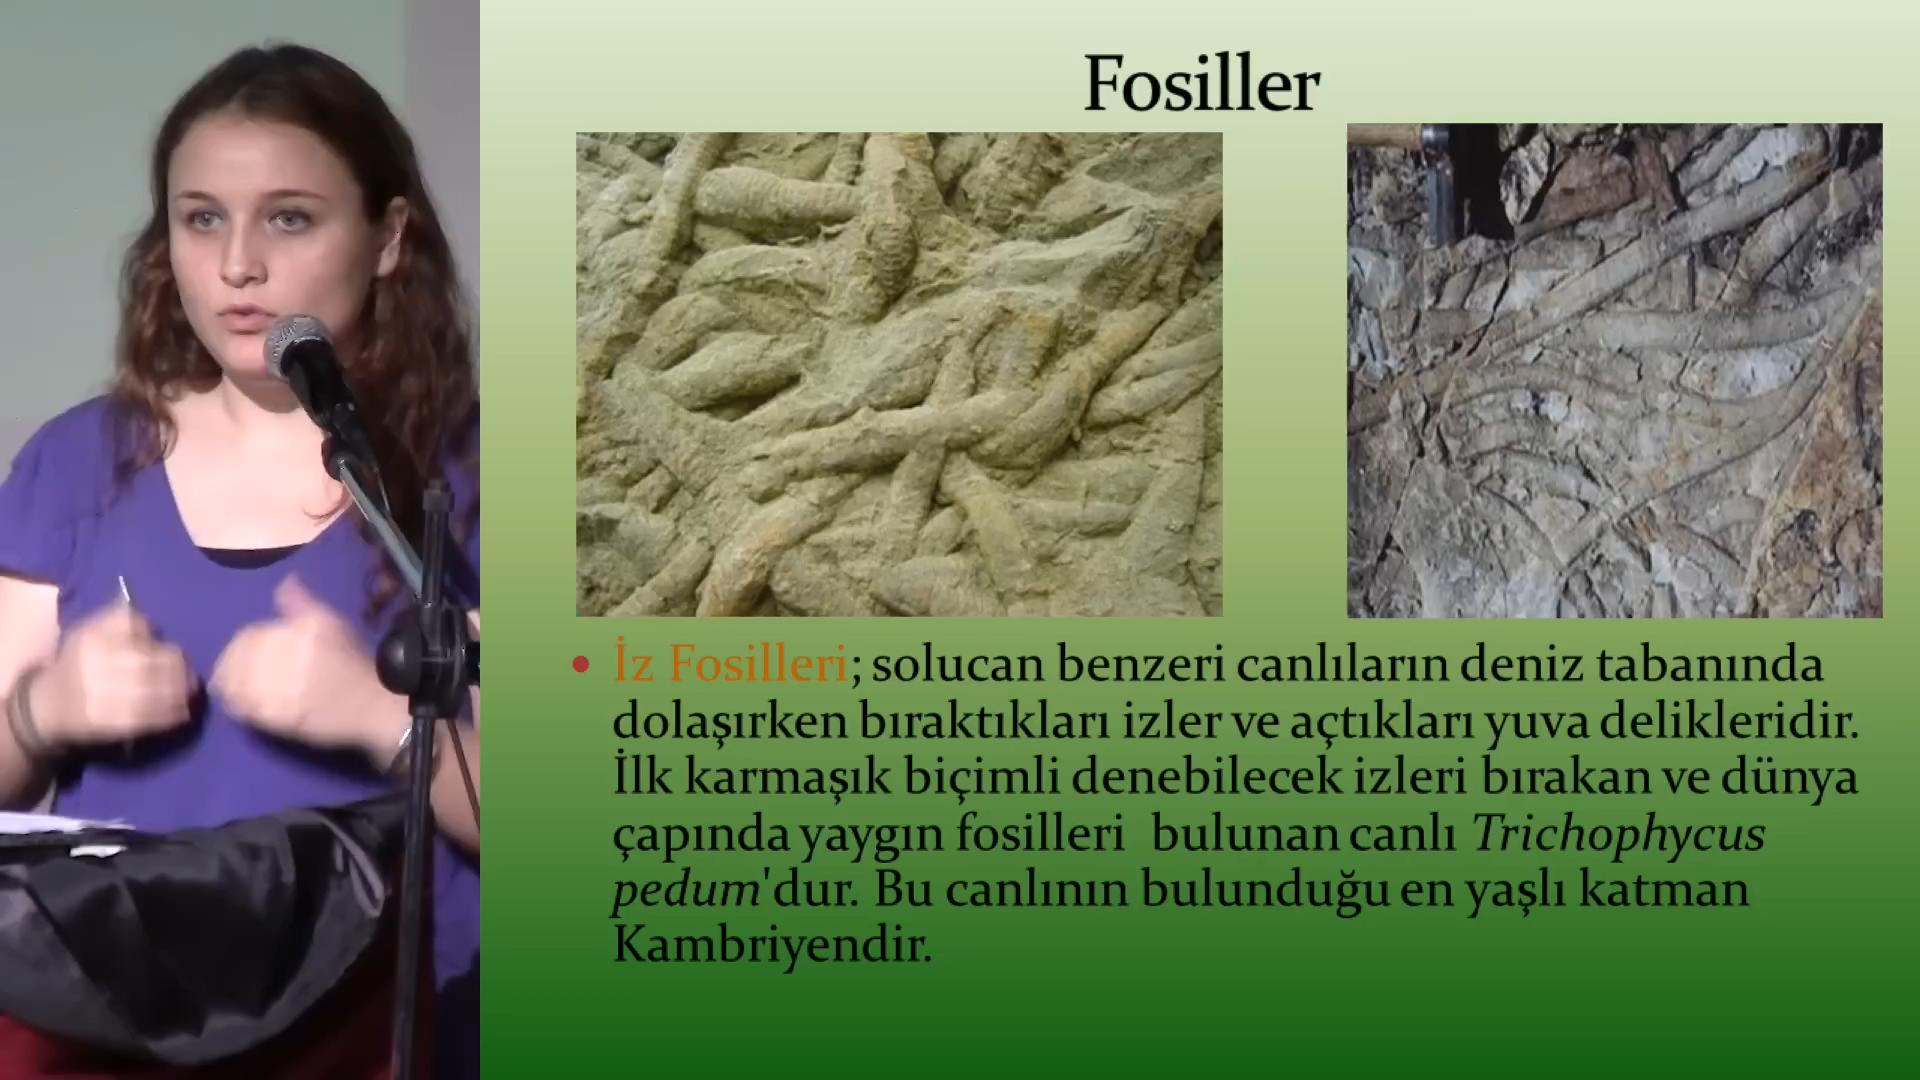 Fosiller
• İz Fosilleri; solucan benzeri canlıların deniz tabanında
dolaşırken bıraktıkları izler ve açtıkları yuva delikleridir.
İlk karmaşık biçimli denebilecek izleri bırakan ve dünya
çapında yaygın fosilleri bulunan canlı Trichophycus
pedum'dur. Bu canlının bulunduğu en yaşlı katman
Kambriyendir.